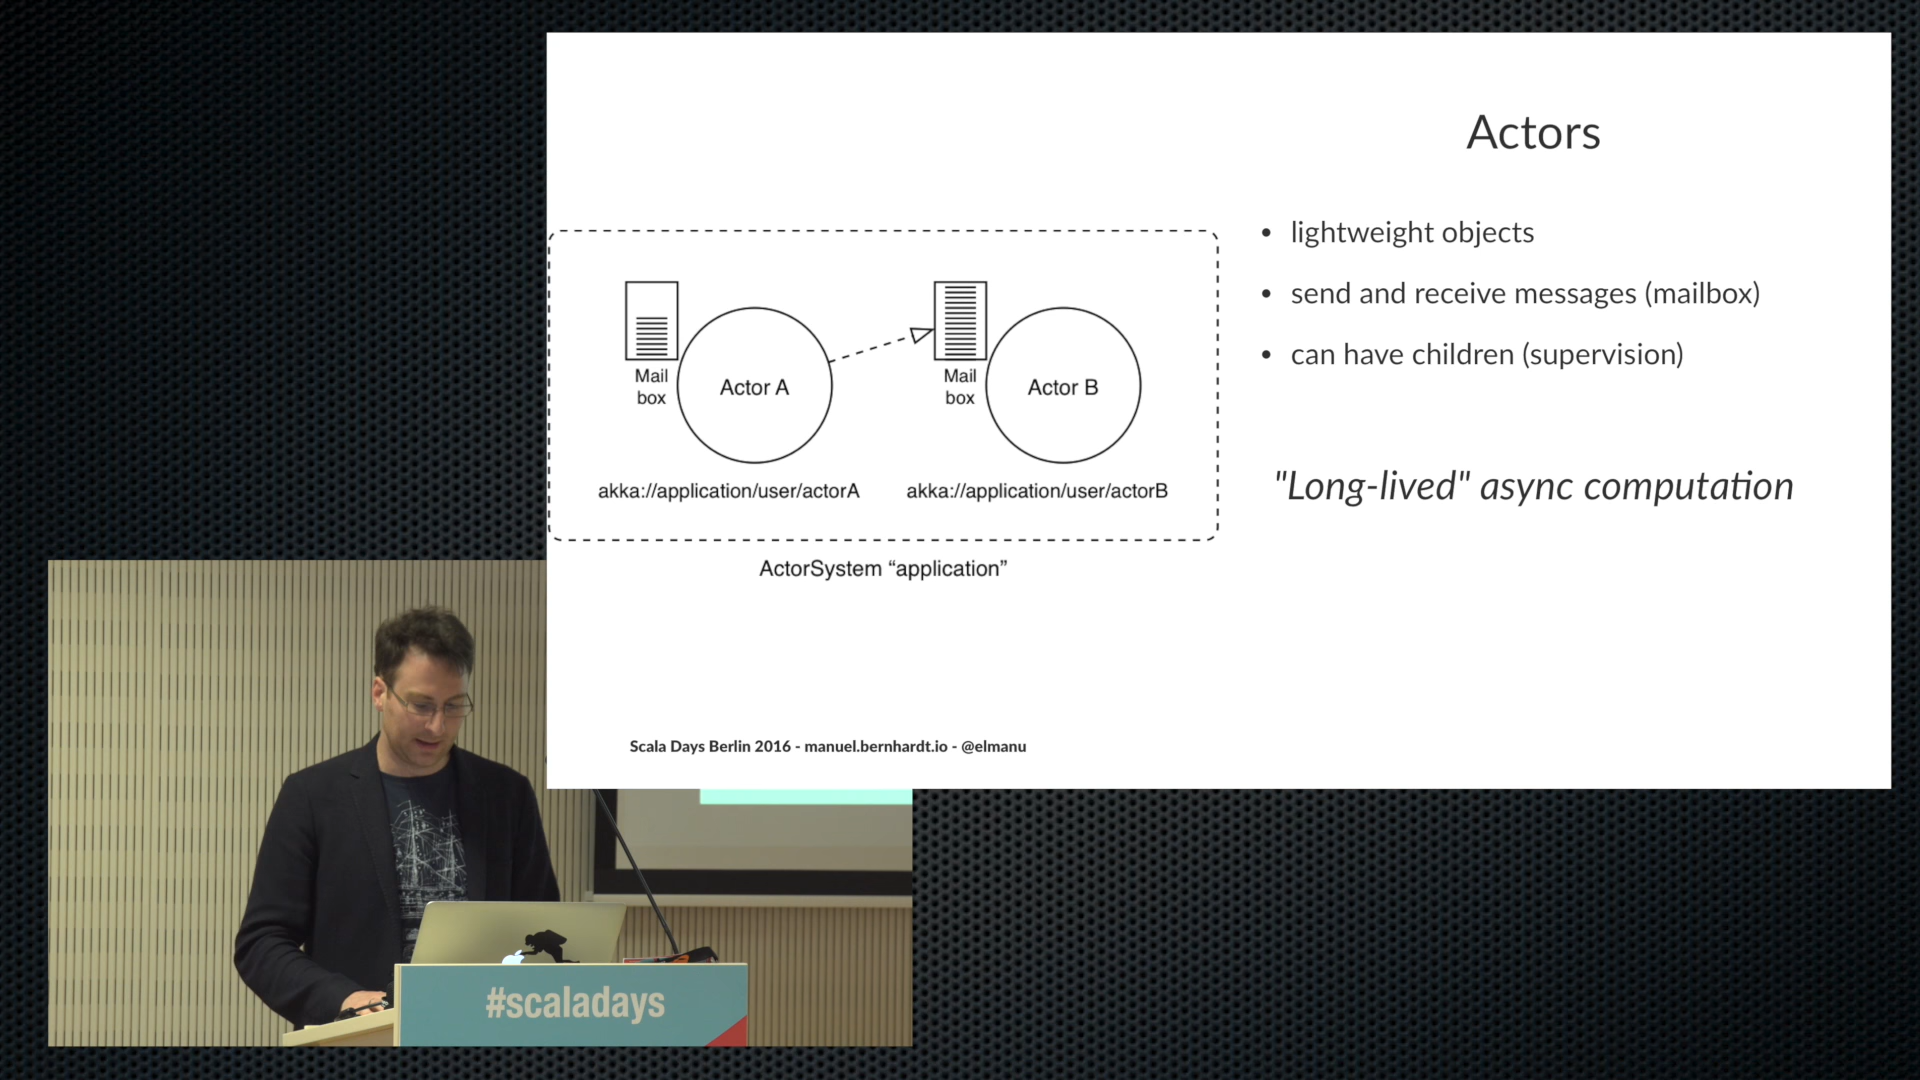 Actors
• lightweight objects
• send and receive messages (mailbox)
• can have children (supervision)
"Long-lived" async computation
Mail
box
Actor A
Mail
box
Actor B
akka://application/user/actorA
akka://application/user/actorB
ActorSystem “application”
Scala Days Berlin 2016 - manuel.bernhardt.io - @elmanu
#scaladays